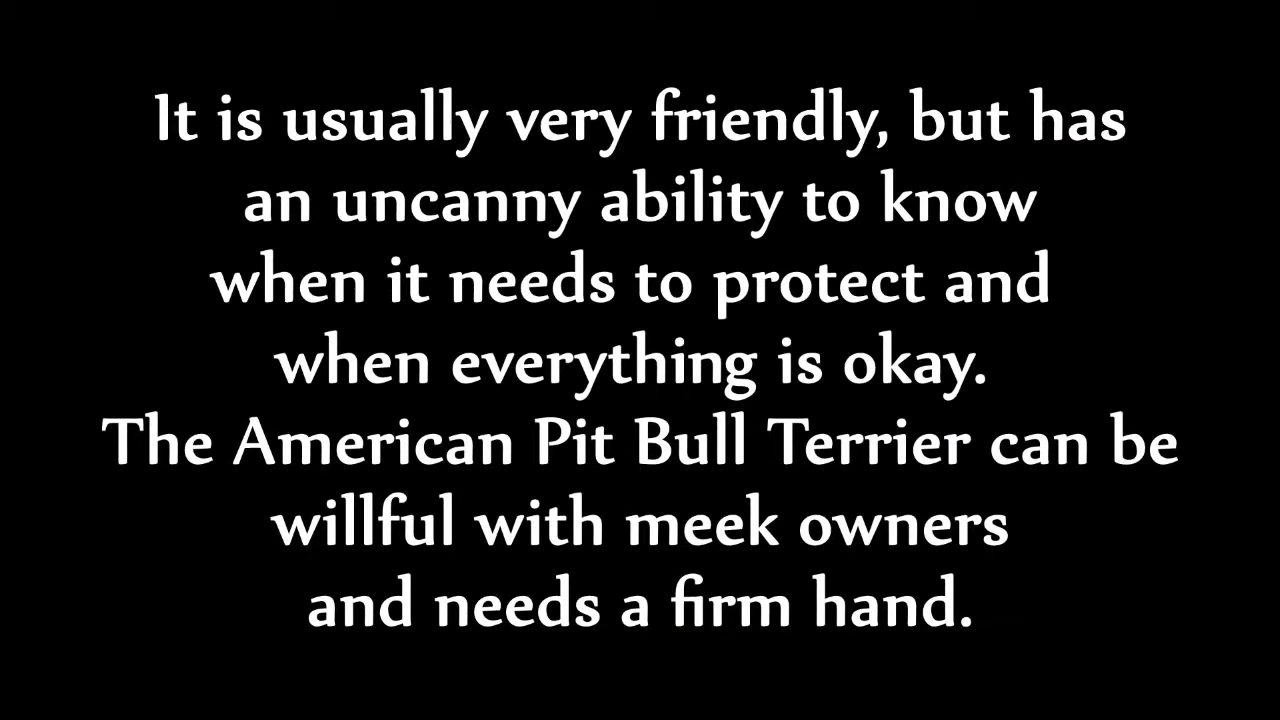 It is usually very friendly, but has
an uncanny ability to know
when it needs to protect and
when everything is okay.
The American Pit Bull Terrier can be
willful with meek owners
and needs a firm hand.